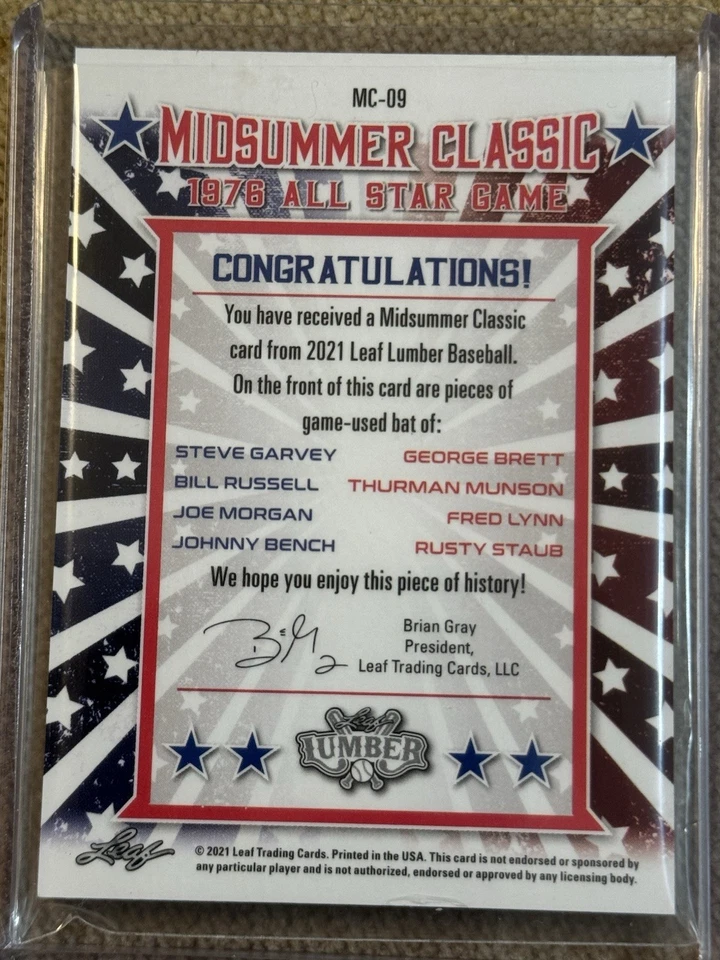 MC-09
MIDSUMMER CLASSIC
1976 ALL STAR GAME
CONGRATULATIONS!
You have received a Midsummer Classic
card from 2021 Leaf Lumber Baseball.
On the front of this card are pieces of
game-used bat of:
STEVE GARVEY GEORGE BRETT
BILL RUSSELL THURMAN MUNSON
JOE MORGAN FRED LYNN
JOHNNY BENCH RUSTY STAUB
We hope you enjoy this piece of history!
Brian Gray
President,
Leaf Trading Cards, LLC
Leaf
LUMBER
Leaf
© 2021 Leaf Trading Cards. Printed in the USA. This card is not endorsed or sponsored by
any particular player and is not authorized, endorsed or approved by any licensing body.